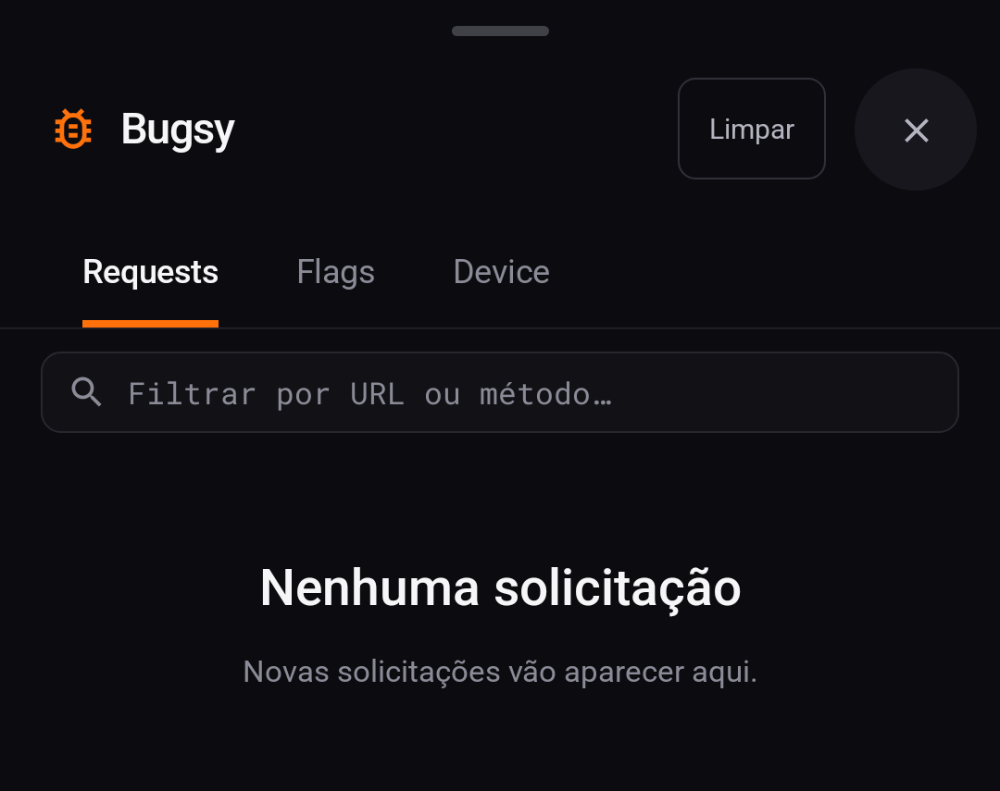 Bugsy
Limpar
Requests
Flags
Device
Filtrar por URL ou método…
Nenhuma solicitação
Novas solicitações vão aparecer aqui.